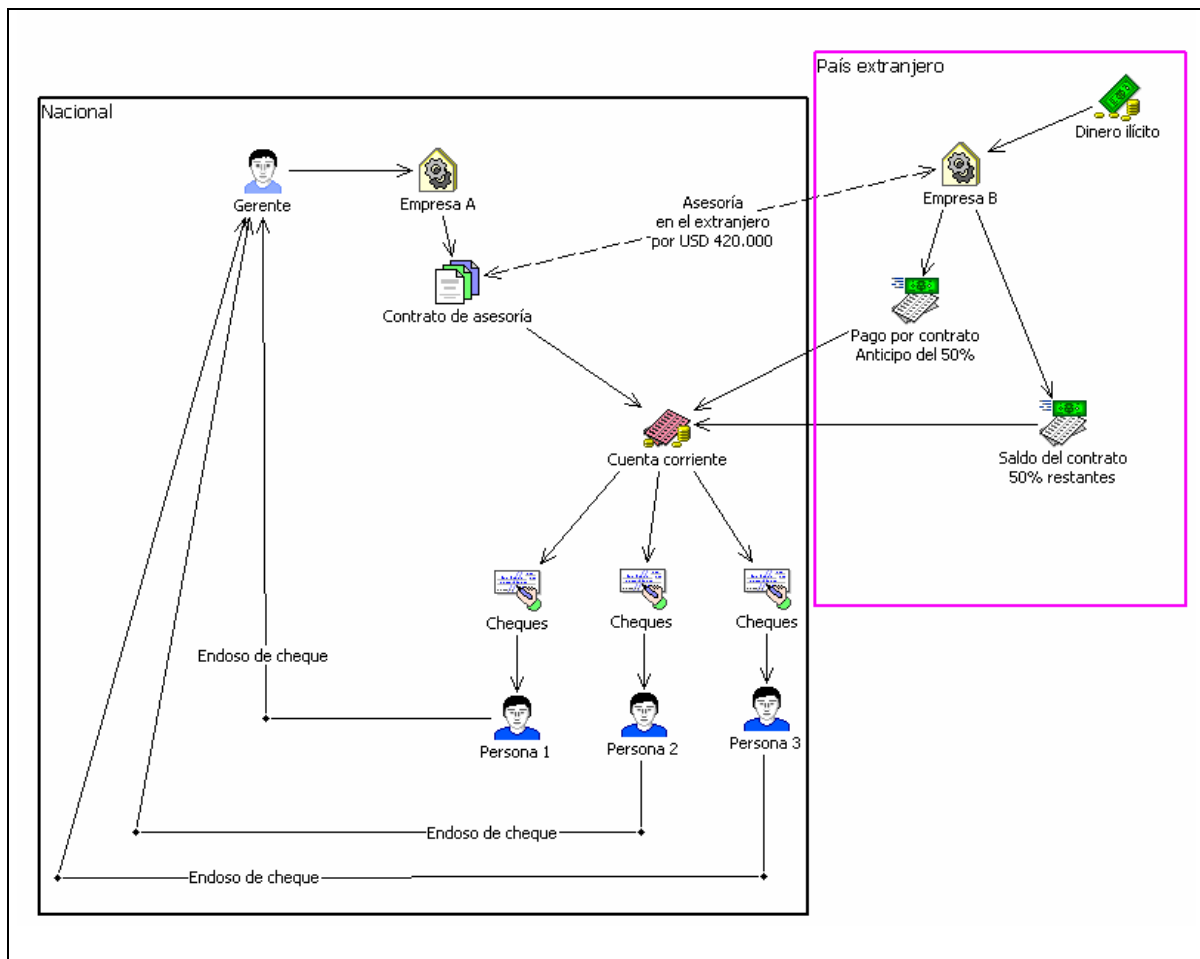 País extranjero
Nacional
Dinero ilícito
Gerente
Empresa A
Asesoría
en el extranjero
por USD 420.000
Empresa B
Contrato de asesoría
Pago por contrato
Anticipo del 50%
Cuenta corriente
Saldo del contrato
50% restantes
Cheques
Cheques
Cheques
Endoso de cheque
Persona 1
Persona 2
Persona 3
Endoso de cheque
Endoso de cheque